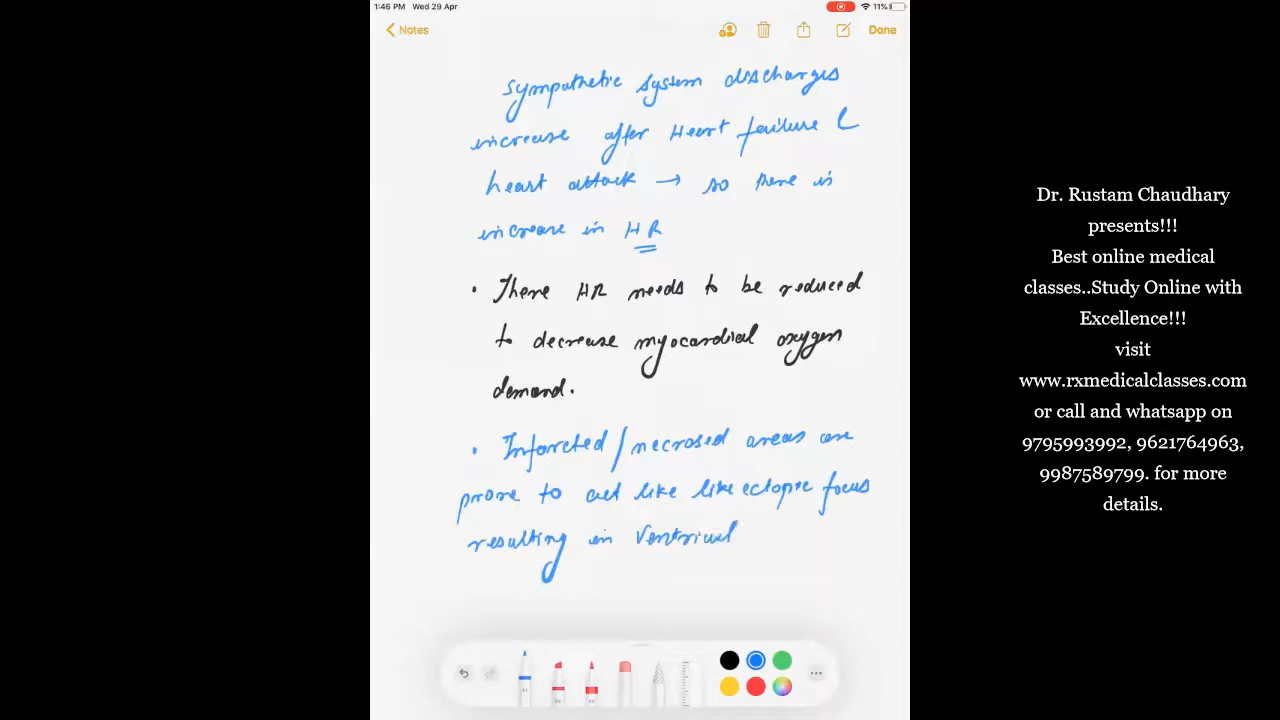 1:46 PM Wed 29 Apr
11%
Notes
Done
sympathetic system discharges
increase after Heart failure &
heart attack → so there is
increase in HR
• There HR needs to be reduced
to decrease myocardial oxygen
demand.
• Infarcted / necrosed areas are
prone to act like like ectopic focus
resulting in Ventricul
Dr. Rustam Chaudhary
presents!!!
Best online medical
classes..Study Online with
Excellence!!!
visit
www.rxmedicalclasses.com
or call and whatsapp on
9795993992, 9621764963,
9987589799. for more
details.